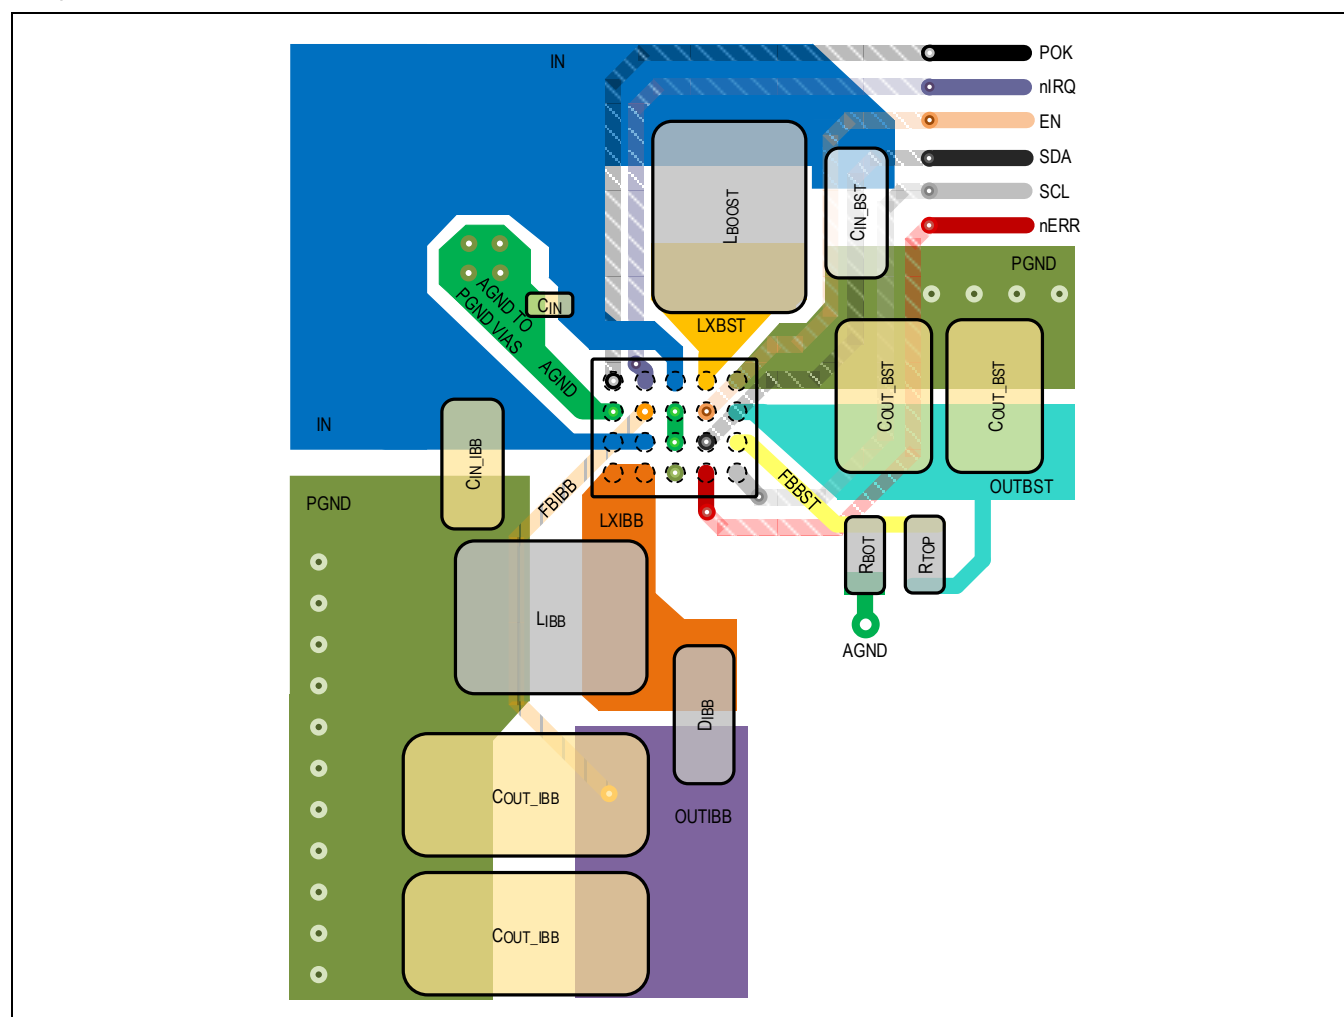 IN
POK
nIRQ
EN
SDA
SCL
nERR
LBOOST
CIN_BST
PGND
AGND TO
PGND VIAS
CIN
LXBST
AGND
COUT_BST
COUT_BST
IN
CIN_IBB
OUTBST
FBBST
FBIBB
PGND
LXIBB
RBOT
RTOP
LIBB
AGND
DIBB
COUT_IBB
OUTIBB
COUT_IBB